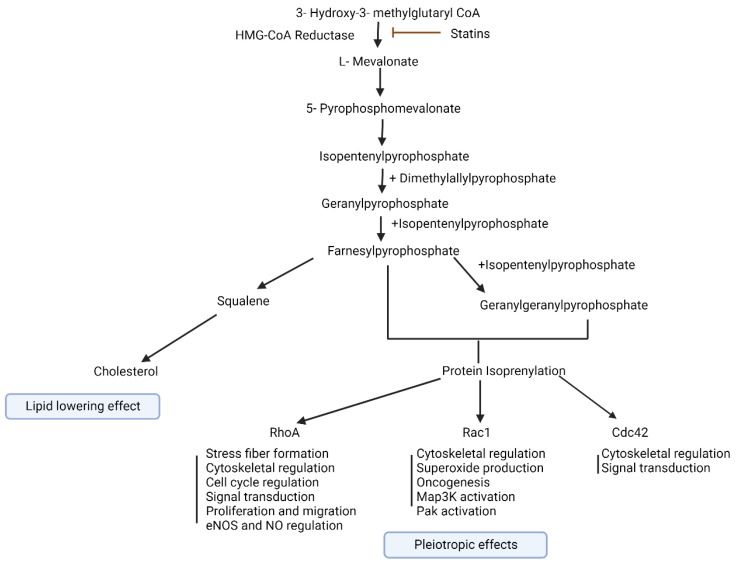 3- Hydroxy-3- methylglutaryl CoA
HMG-CoA Reductase
Statins
L- Mevalonate
5- Pyrophosphomevalonate
Isopentenylpyrophosphate
+ Dimethylallylpyrophosphate
Geranylpyrophosphate
+Isopentenylpyrophosphate
Farnesylpyrophosphate
+Isopentenylpyrophosphate
Squalene
Geranylgeranylpyrophosphate
Cholesterol
Protein Isoprenylation
Lipid lowering effect
RhoA
Stress fiber formation
Cytoskeletal regulation
Cell cycle regulation
Signal transduction
Proliferation and migration
eNOS and NO regulation
Rac1
Cytoskeletal regulation
Superoxide production
Oncogenesis
Map3K activation
Pak activation
Cdc42
Cytoskeletal regulation
Signal transduction
Pleiotropic effects